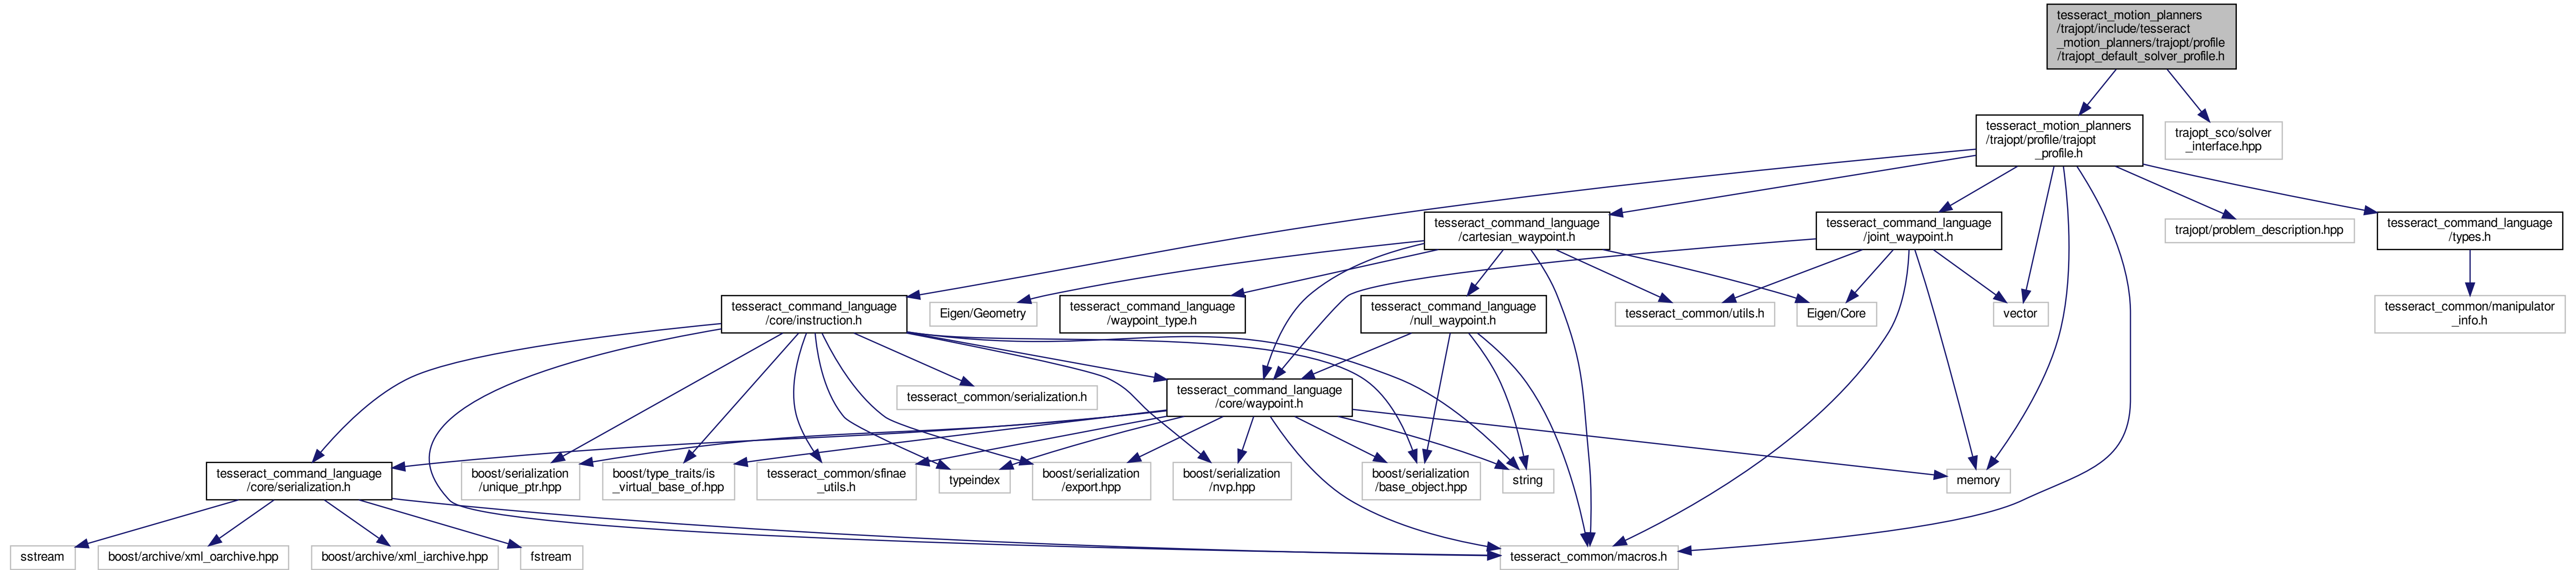 tesseract_motion_planners
/trajopt/include/tesseract
_motion_planners/trajopt/profile
/trajopt_default_solver_profile.h
tesseract_motion_planners
/trajopt/profile/trajopt
_profile.h
trajopt_sco/solver
_interface.hpp
tesseract_command_language
/cartesian_waypoint.h
tesseract_command_language
/joint_waypoint.h
trajopt/problem_description.hpp
tesseract_command_language
/types.h
tesseract_command_language
/core/instruction.h
Eigen/Geometry
tesseract_command_language
/waypoint_type.h
tesseract_command_language
/null_waypoint.h
tesseract_common/utils.h
Eigen/Core
vector
tesseract_common/manipulator
_info.h
tesseract_common/serialization.h
tesseract_command_language
/core/waypoint.h
tesseract_command_language
/core/serialization.h
boost/serialization
/unique_ptr.hpp
boost/type_traits/is
_virtual_base_of.hpp
tesseract_common/sfinae
_utils.h
typeindex
boost/serialization
/export.hpp
boost/serialization
/nvp.hpp
boost/serialization
/base_object.hpp
string
memory
sstream
boost/archive/xml_oarchive.hpp
boost/archive/xml_iarchive.hpp
fstream
tesseract_common/macros.h